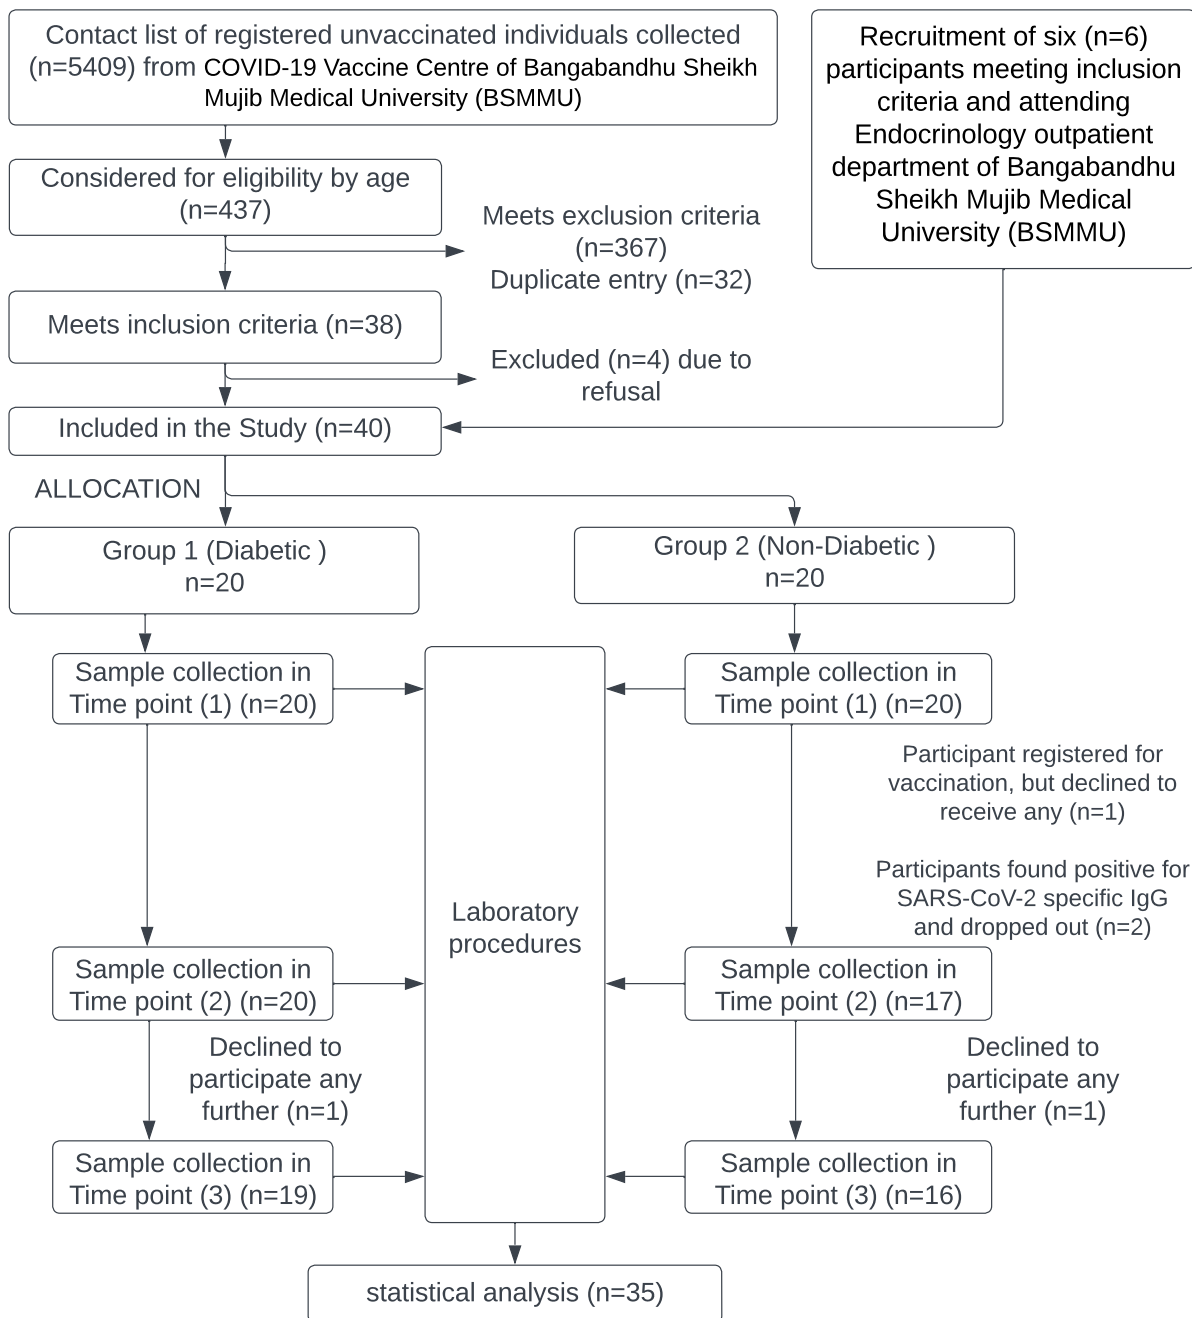 Contact list of registered unvaccinated individuals collected
(n=5409) from COVID-19 Vaccine Centre of Bangabandhu Sheikh
Mujib Medical University (BSMMU)
Recruitment of six (n=6)
participants meeting inclusion
criteria and attending
Endocrinology outpatient
department of Bangabandhu
Sheikh Mujib Medical
University (BSMMU)
Considered for eligibility by age
(n=437)
Meets exclusion criteria
(n=367)
Duplicate entry (n=32)
Meets inclusion criteria (n=38)
Excluded (n=4) due to
refusal
Included in the Study (n=40)
ALLOCATION
Group 1 (Diabetic )
n=20
Group 2 (Non-Diabetic )
n=20
Sample collection in
Time point (1) (n=20)
Sample collection in
Time point (1) (n=20)
Participant registered for
vaccination, but declined to
receive any (n=1)
Participants found positive for
SARS-CoV-2 specific IgG
and dropped out (n=2)
Laboratory
procedures
Sample collection in
Time point (2) (n=20)
Sample collection in
Time point (2) (n=17)
Declined to
participate any
further (n=1)
Declined to
participate any
further (n=1)
Sample collection in
Time point (3) (n=19)
Sample collection in
Time point (3) (n=16)
statistical analysis (n=35)